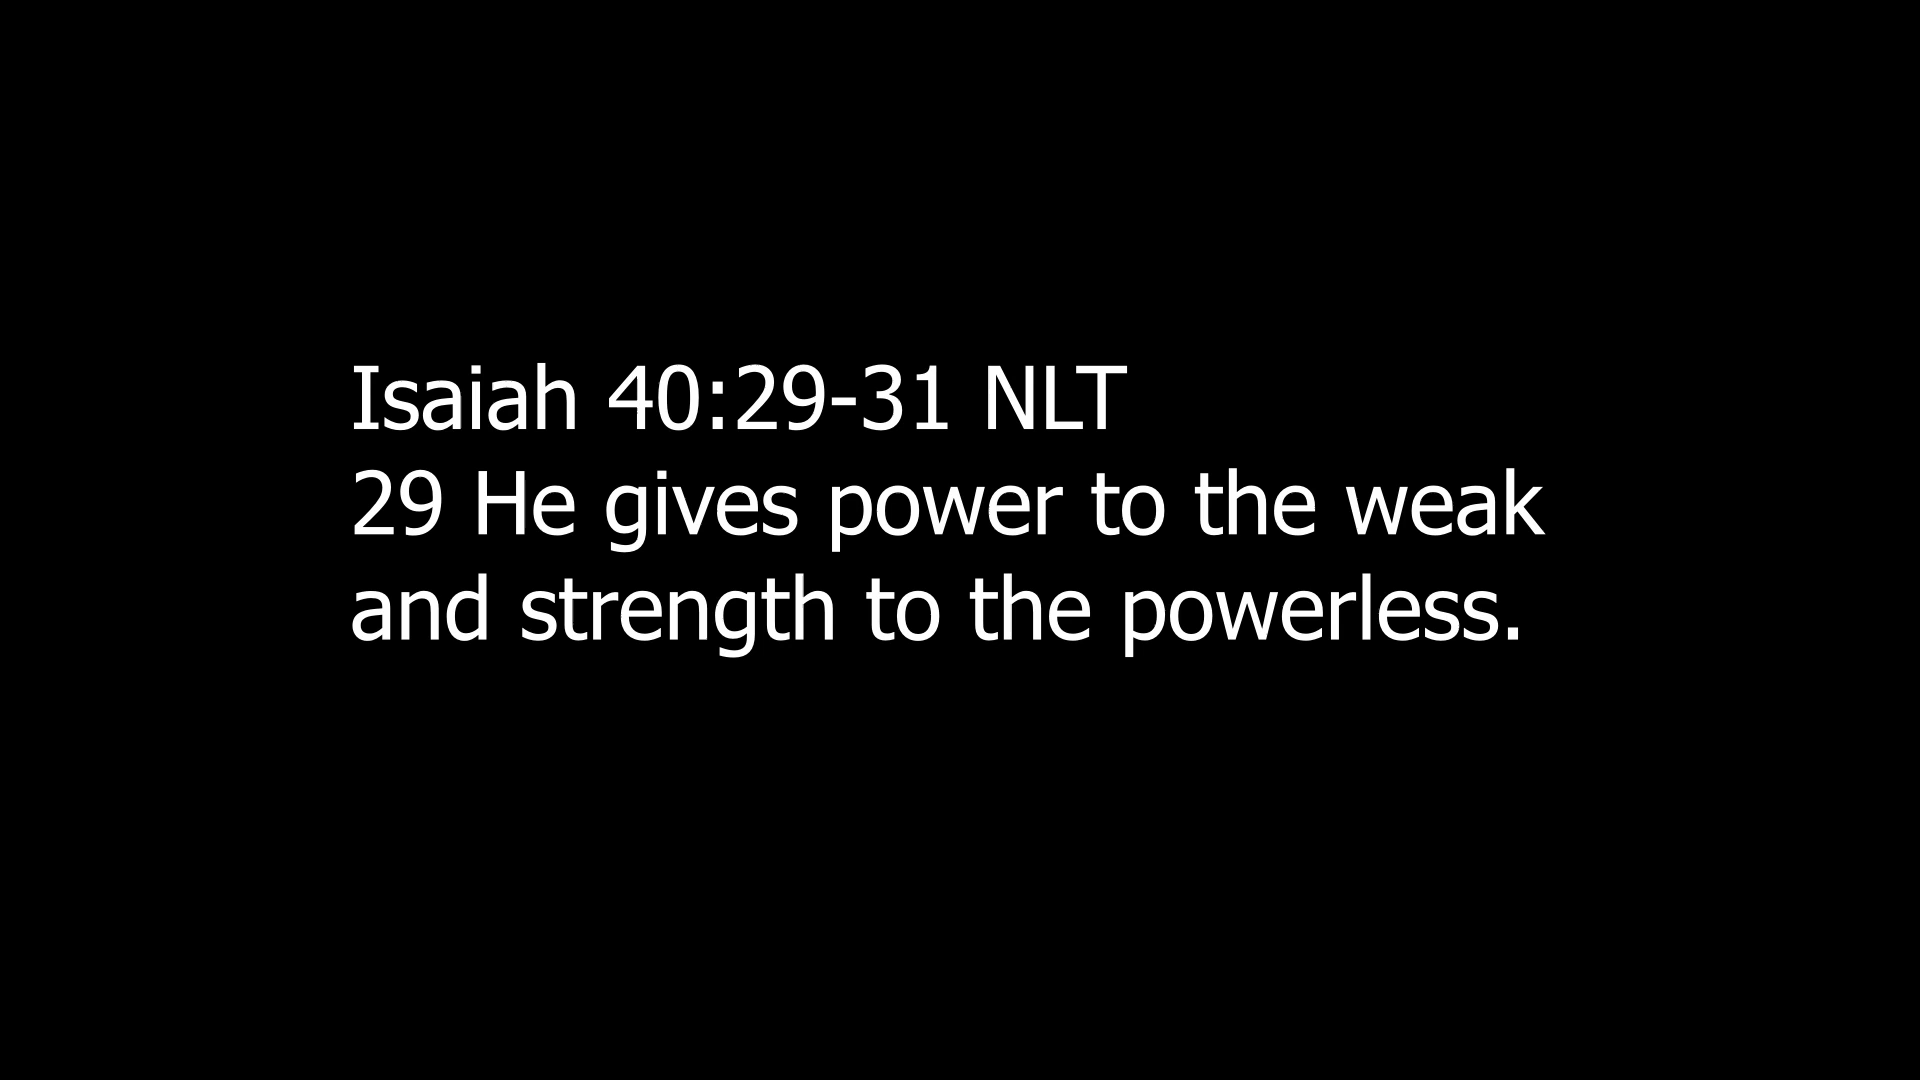 Isaiah 40:29-31 NLT
29 He gives power to the weak
and strength to the powerless.